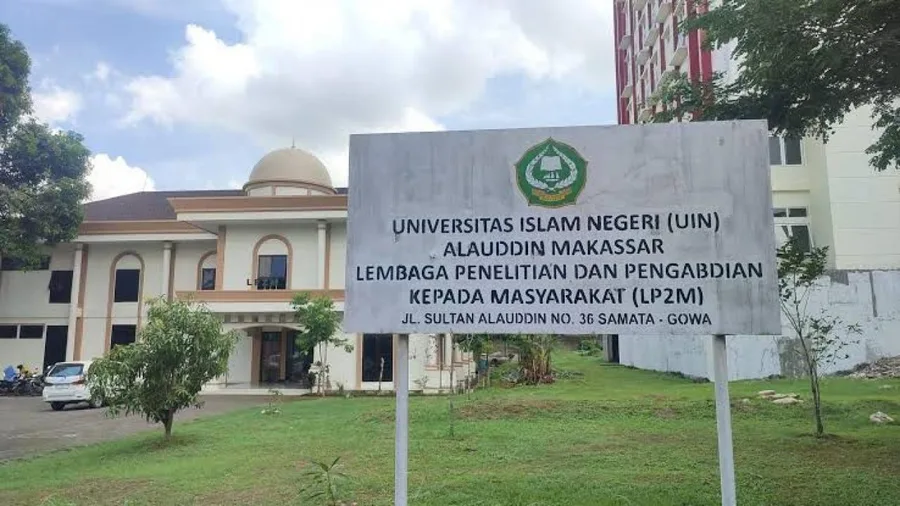 UNIVERSITAS ISLAM NEGERI (UIN)
ALAUDDIN MAKASSAR
LEMBAGA PENELITIAN DAN PENGABDIAN
KEPADA MASYARAKAT (LP2M)
JL. SULTAN ALAUDDIN NO. 36 SAMATA - GOWA